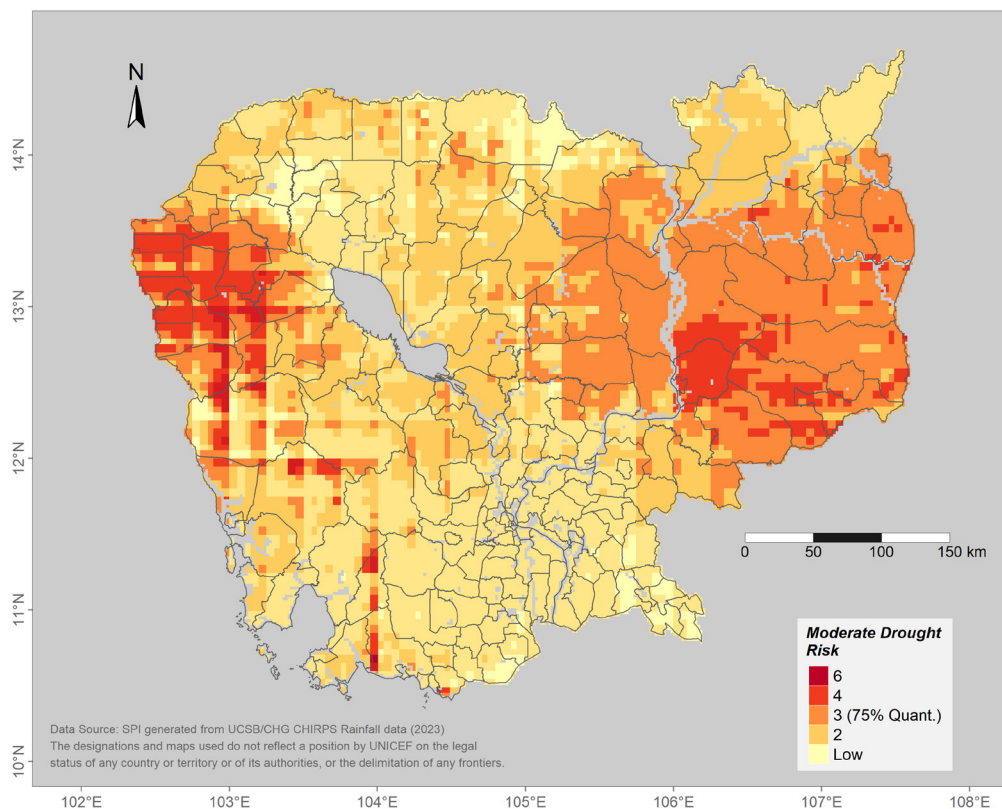 N
14°N
13°N
12°N
11°N
10°N
0 50 100 150 km
Moderate Drought
Risk
6
4
3 (75% Quant.)
2
Low
Data Source: SPI generated from UCSB/CHG CHIRPS Rainfall data (2023)
The designations and maps used do not reflect a position by UNICEF on the legal
status of any country or territory or of its authorities, or the delimitation of any frontiers.
102°E 103°E 104°E 105°E 106°E 107°E 108°E